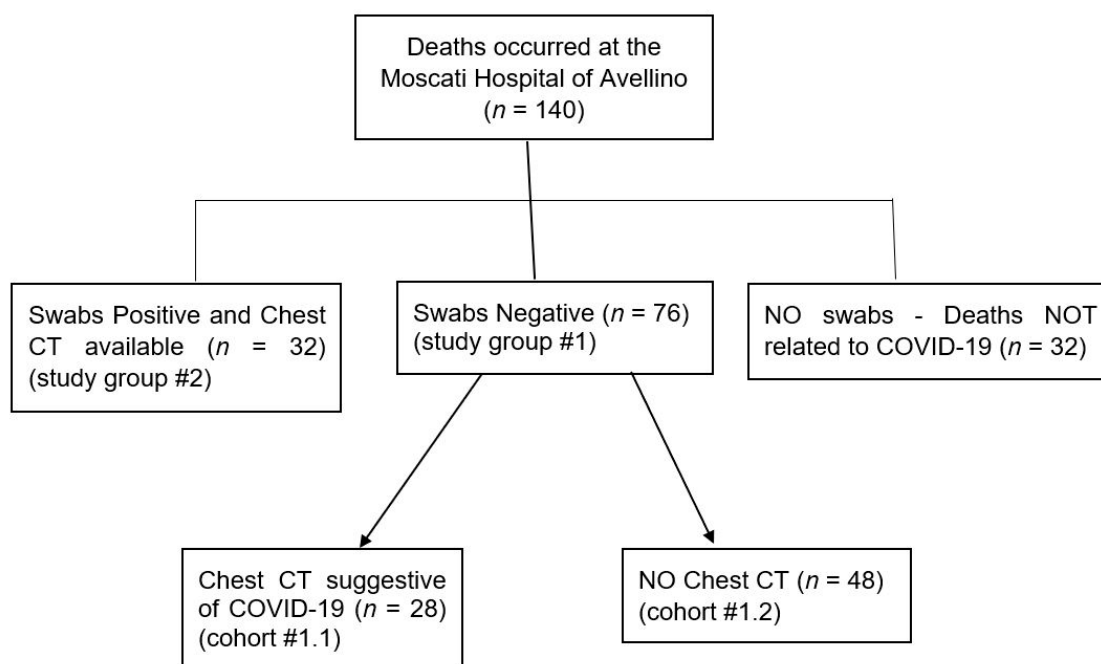 Deaths occurred at the
Moscati Hospital of Avellino
(n = 140)
Swabs Positive and Chest
CT available (n = 32)
(study group #2)
Swabs Negative (n = 76)
(study group #1)
NO swabs - Deaths NOT
related to COVID-19 (n = 32)
Chest CT suggestive
of COVID-19 (n = 28)
(cohort #1.1)
NO Chest CT (n = 48)
(cohort #1.2)